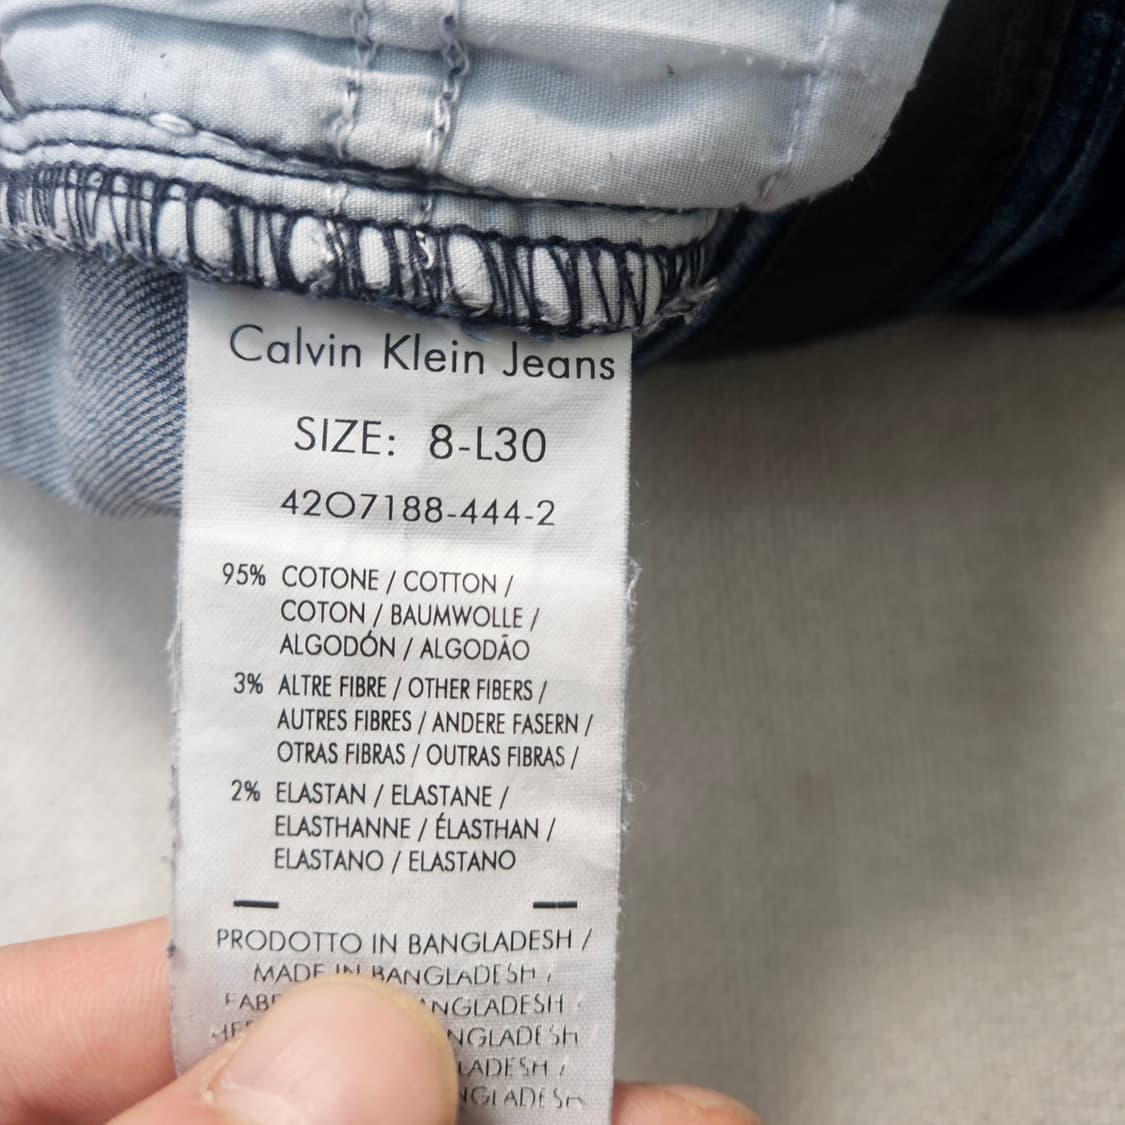 Calvin Klein Jeans
SIZE: 8-L30
42O7188-444-2
95% COTONE / COTTON /
COTON / BAUMWOLLE /
ALGODÓN / ALGODÃO
3% ALTRE FIBRE / OTHER FIBERS /
AUTRES FIBRES / ANDERE FASERN /
OTRAS FIBRAS / OUTRAS FIBRAS /
2% ELASTAN / ELASTANE /
ELASTHANNE / ÉLASTHAN /
ELASTANO / ELASTANO
PRODOTTO IN BANGLADESH /
MADE IN BANGLADESH /
BANGLADESH
BANGLADESH